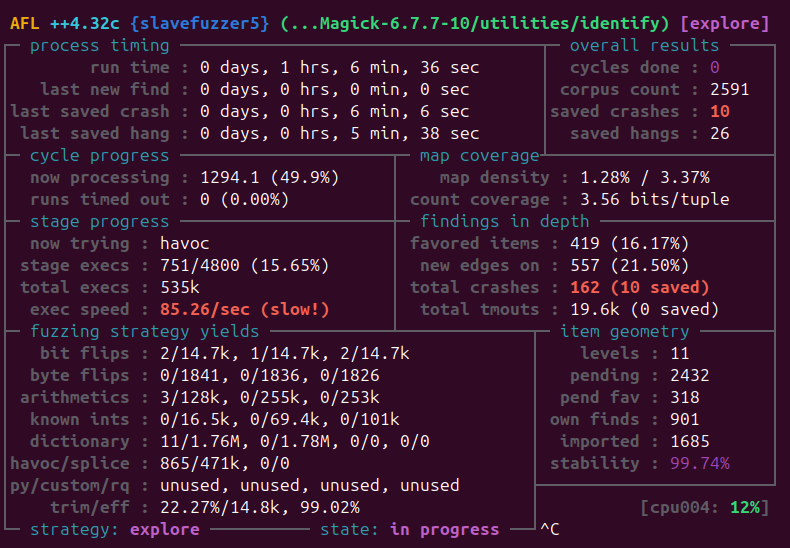 AFL ++4.32c {slavefuzzer5} (...Magick-6.7.7-10/utilities/identify) [explore]
process timing overall results
run time : 0 days, 1 hrs, 6 min, 36 sec cycles done : 0
last new find : 0 days, 0 hrs, 0 min, 0 sec corpus count : 2591
last saved crash : 0 days, 0 hrs, 6 min, 6 sec saved crashes : 10
last saved hang : 0 days, 0 hrs, 5 min, 38 sec saved hangs : 26
cycle progress map coverage
now processing : 1294.1 (49.9%) map density : 1.28% / 3.37%
runs timed out : 0 (0.00%) count coverage : 3.56 bits/tuple
stage progress findings in depth
now trying : havoc favored items : 419 (16.17%)
stage execs : 751/4800 (15.65%) new edges on : 557 (21.50%)
total execs : 535k total crashes : 162 (10 saved)
exec speed : 85.26/sec (slow!) total tmouts : 19.6k (0 saved)
fuzzing strategy yields item geometry
bit flips : 2/14.7k, 1/14.7k, 2/14.7k levels : 11
byte flips : 0/1841, 0/1836, 0/1826 pending : 2432
arithmetics : 3/128k, 0/255k, 0/253k pend fav : 318
known ints : 0/16.5k, 0/69.4k, 0/101k own finds : 901
dictionary : 11/1.76M, 0/1.78M, 0/0, 0/0 imported : 1685
havoc/splice : 865/471k, 0/0 stability : 99.74%
py/custom/rq : unused, unused, unused, unused
trim/eff : 22.27%/14.8k, 99.02% [cpu004: 12%]
strategy: explore state: in progress ^C